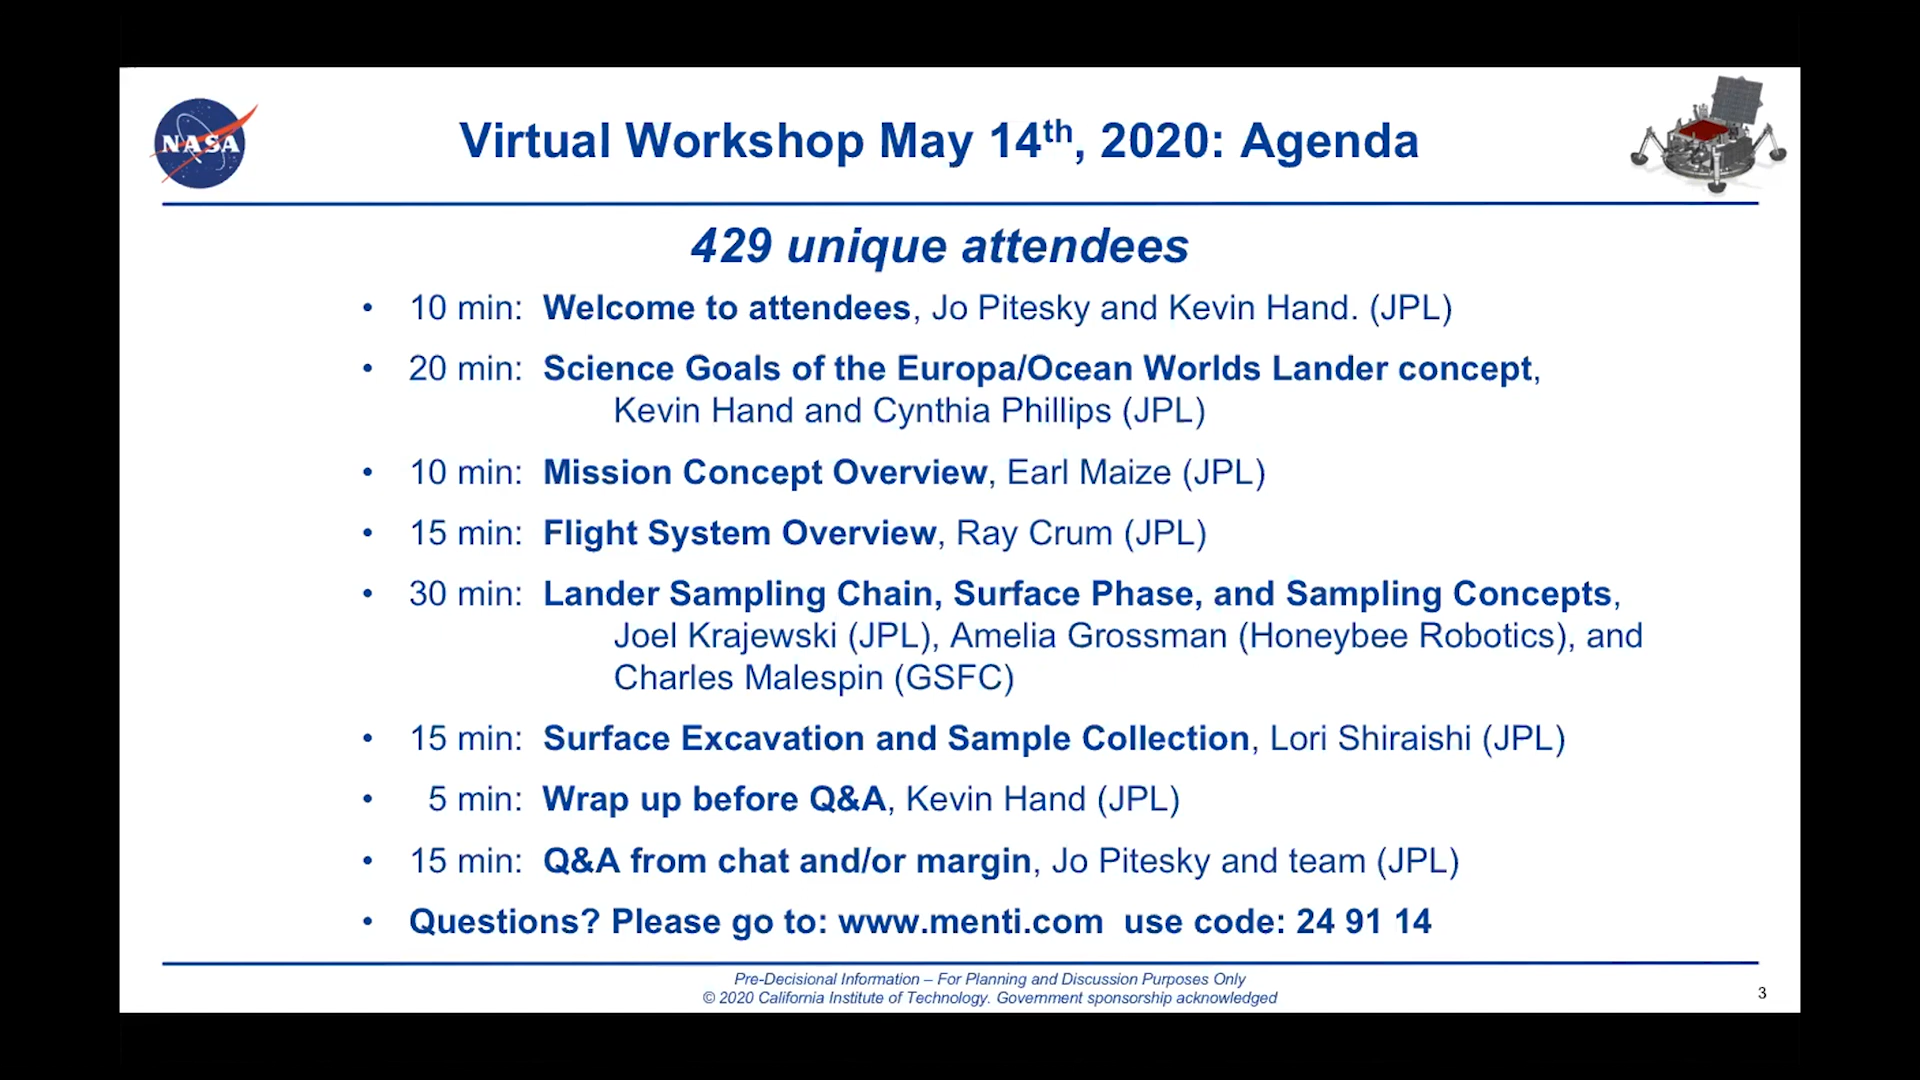 NASA
Virtual Workshop May 14th, 2020: Agenda
429 unique attendees
• 10 min: Welcome to attendees, Jo Pitesky and Kevin Hand. (JPL)
• 20 min: Science Goals of the Europa/Ocean Worlds Lander concept,
Kevin Hand and Cynthia Phillips (JPL)
• 10 min: Mission Concept Overview, Earl Maize (JPL)
• 15 min: Flight System Overview, Ray Crum (JPL)
• 30 min: Lander Sampling Chain, Surface Phase, and Sampling Concepts,
Joel Krajewski (JPL), Amelia Grossman (Honeybee Robotics), and
Charles Malespin (GSFC)
• 15 min: Surface Excavation and Sample Collection, Lori Shiraishi (JPL)
• 5 min: Wrap up before Q&A, Kevin Hand (JPL)
• 15 min: Q&A from chat and/or margin, Jo Pitesky and team (JPL)
• Questions? Please go to: www.menti.com use code: 24 91 14
Pre-Decisional Information – For Planning and Discussion Purposes Only
© 2020 California Institute of Technology. Government sponsorship acknowledged
3